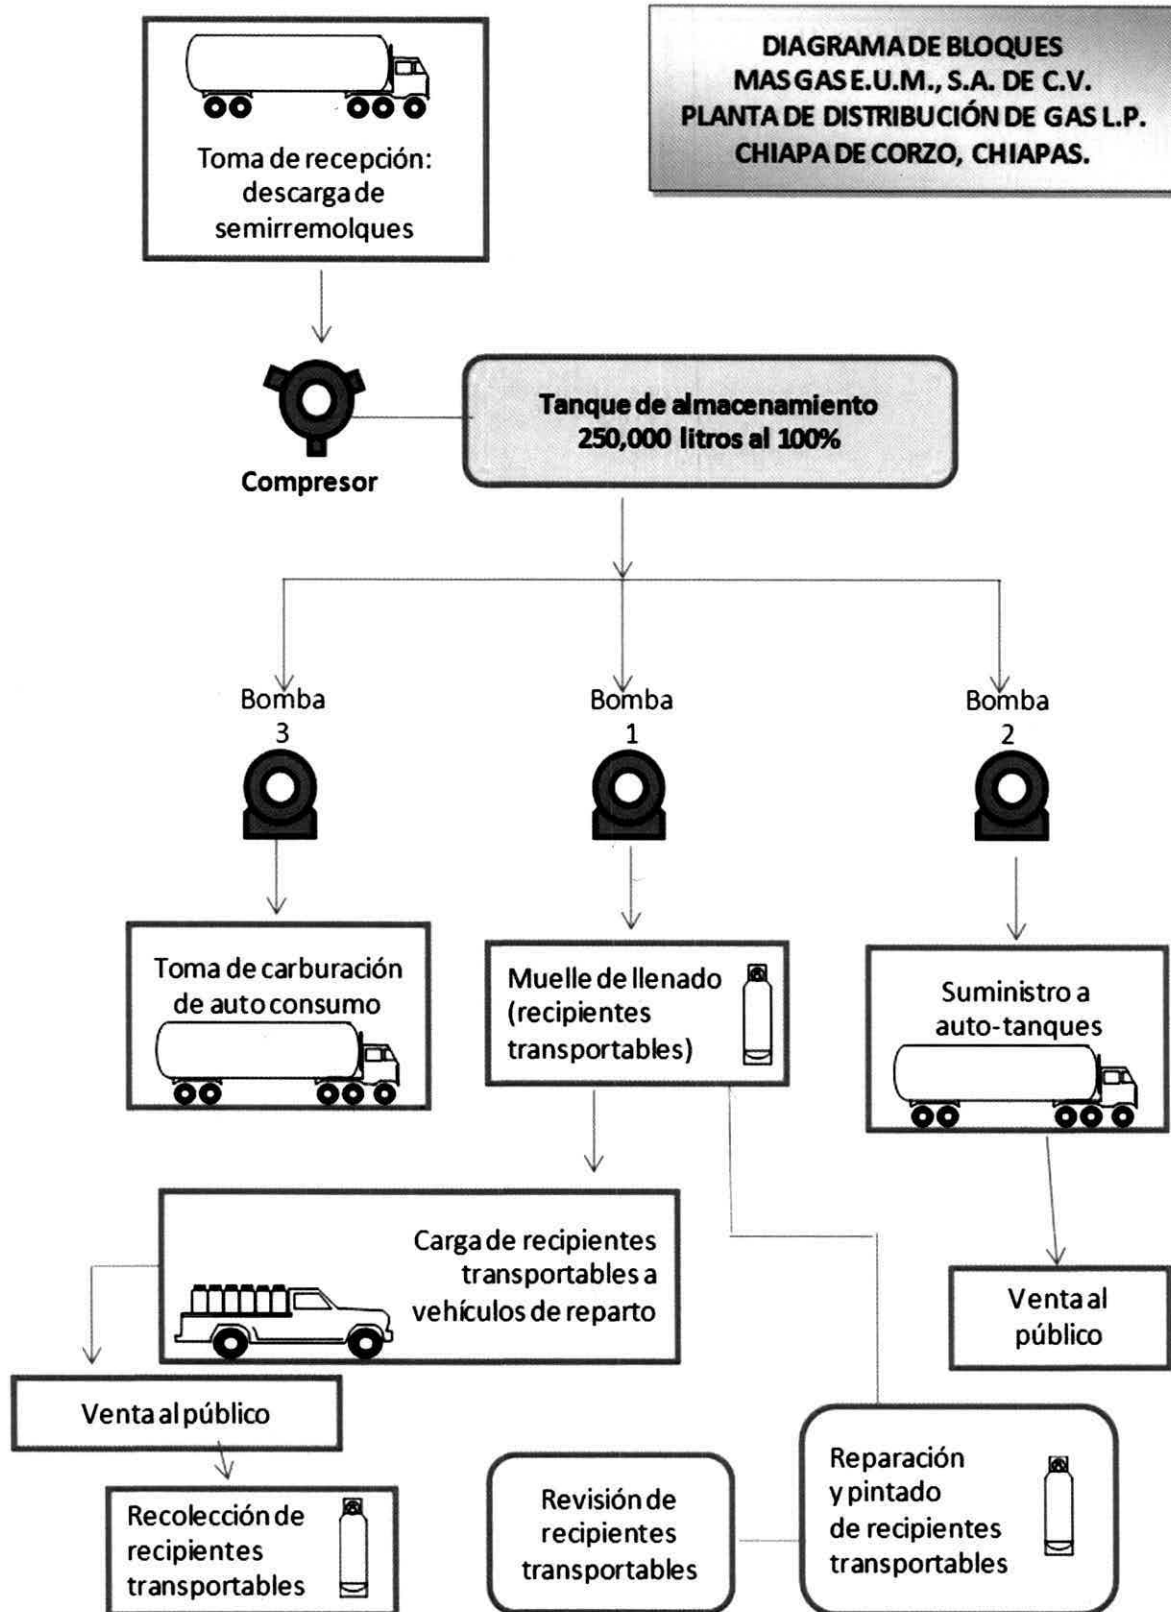 DIAGRAMA DE BLOQUES
MAS GAS E.U.M., S.A. DE C.V.
PLANTA DE DISTRIBUCIÓN DE GAS L.P.
CHIAPA DE CORZO, CHIAPAS.
Toma de recepción:
descarga de
semirremolques
Compresor
Tanque de almacenamiento
250,000 litros al 100%
Bomba
3
Bomba
1
Bomba
2
Toma de carburación
de auto consumo
Muelle de llenado
(recipientes
transportables)
Suministro a
auto-tanques
Carga de recipientes
transportables a
vehículos de reparto
Venta al
público
Venta al público
Recolección de
recipientes
transportables
Revisión de
recipientes
transportables
Reparación
y pintado
de recipientes
transportables